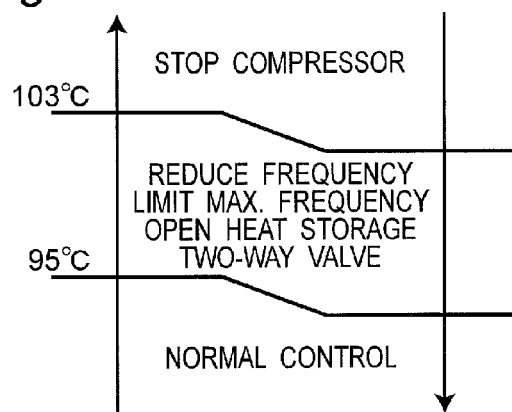 STOP COMPRESSOR
103°C
REDUCE FREQUENCY
LIMIT MAX. FREQUENCY
OPEN HEAT STORAGE
TWO-WAY VALVE
95°C
NORMAL CONTROL